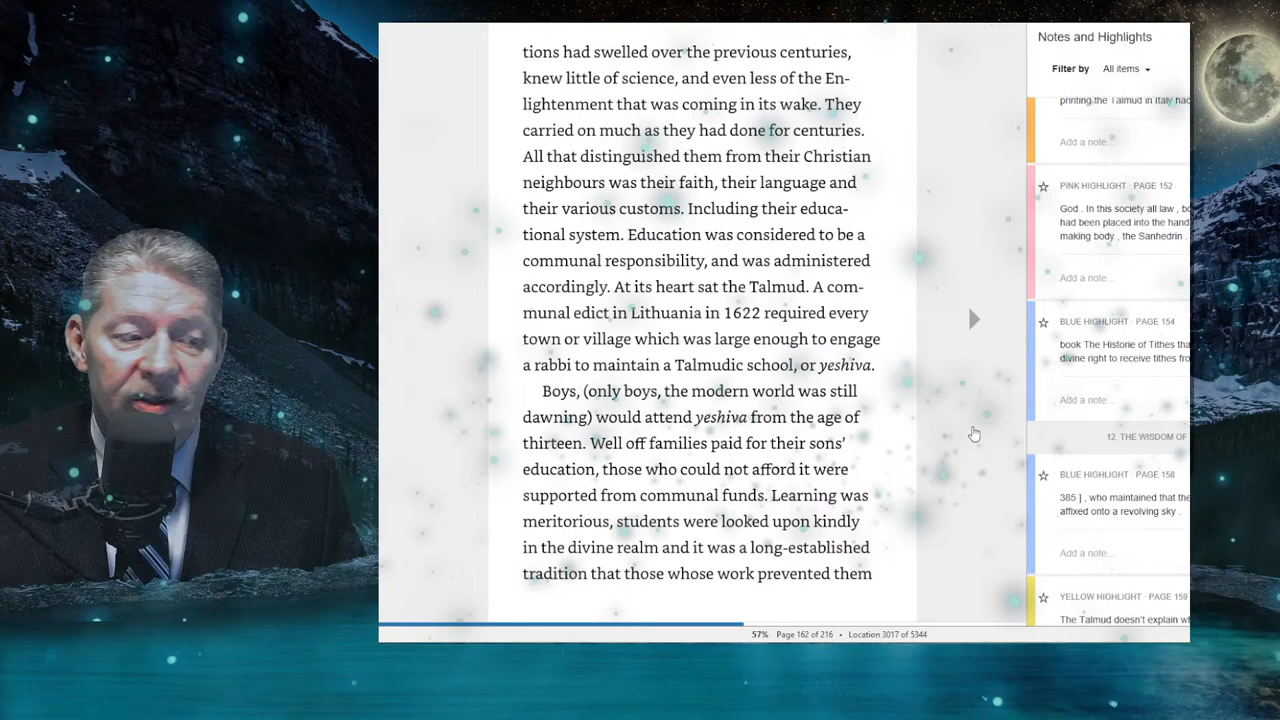 tions had swelled over the previous centuries,
knew little of science, and even less of the En-
lightenment that was coming in its wake. They
carried on much as they had done for centuries.
All that distinguished them from their Christian
neighbours was their faith, their language and
their various customs. Including their educa-
tional system. Education was considered to be a
communal responsibility, and was administered
accordingly. At its heart sat the Talmud. A com-
munal edict in Lithuania in 1622 required every
town or village which was large enough to engage
a rabbi to maintain a Talmudic school, or yeshiva.
Boys, (only boys, the modern world was still
dawning) would attend yeshiva from the age of
thirteen. Well off families paid for their sons'
education, those who could not afford it were
supported from communal funds. Learning was
meritorious, students were looked upon kindly
in the divine realm and it was a long-established
tradition that those whose work prevented them
57% Page 162 of 216 • Location 3017 of 5344
Notes and Highlights
Filter by All items
printing the Talmud in Italy had
Add a note...
PINK HIGHLIGHT · PAGE 152
God . In this society all law , bo
had been placed into the hand
making body , the Sanhedrin .
Add a note...
BLUE HIGHLIGHT · PAGE 154
book The Historie of Tithes tha
divine right to receive tithes fro
Add a note...
12. THE WISDOM OF
BLUE HIGHLIGHT · PAGE 158
385 ] , who maintained that the
affixed onto a revolving sky .
Add a note...
YELLOW HIGHLIGHT · PAGE 159
The Talmud doesn't explain wh